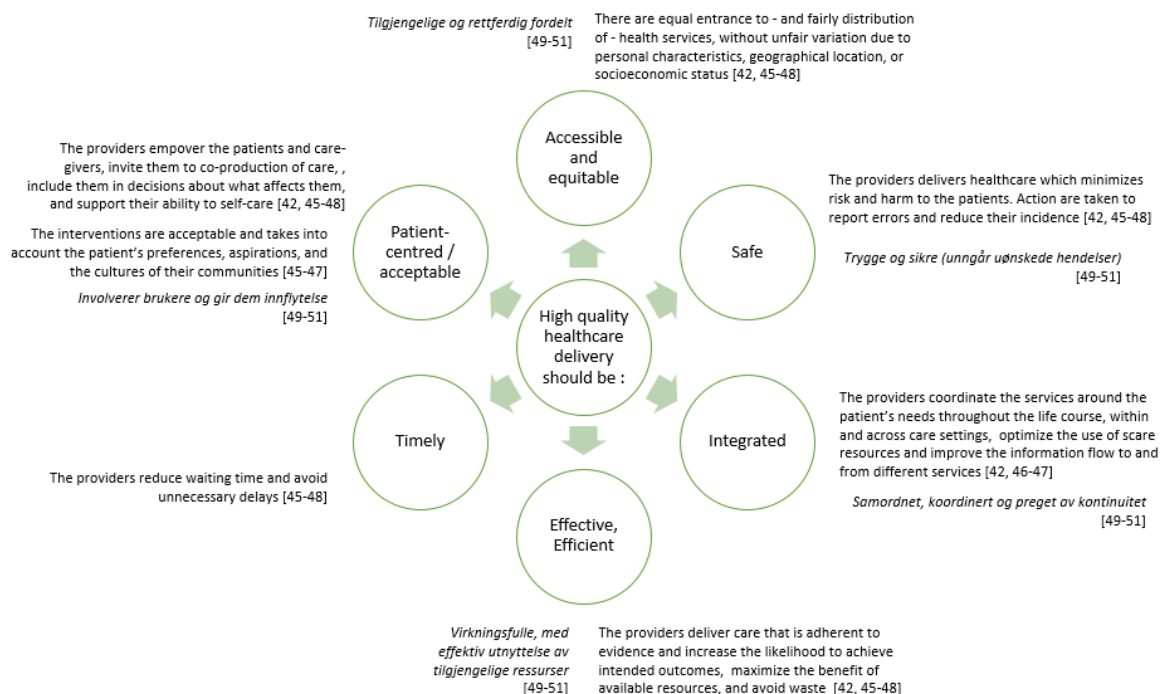 Tilgjengelige og rettferdig fordelt
[49-51]
There are equal entrance to - and fairly distribution
of - health services, without unfair variation due to
personal characteristics, geographical location, or
socioeconomic status [42, 45-48]
Accessible
and
equitable
The providers empover the patients and care-
givers, invite them to co-production of care, ,
include them in decisions about what affects them,
and support their ability to self-care [42, 45-48]
The interventions are acceptable and takes into
account the patient's preferences, aspirations, and
the cultures of their communities [45-47]
Involverer brukere og gir dem innflytelse
[49-51]
Patient-
centred /
acceptable
Safe
The providers delivers healthcare which minimizes
risk and harm to the patients. Action are taken to
report errors and reduce their incidence [42, 45-48]
Trygge og sikre (unngår uønskede hendelser)
[49-51]
High quality
healthcare
delivery
should be :
Timely
The providers reduce waiting time and avoid
unnecessary delays [45-48]
Integrated
The providers coordinate the services around the
patient's needs throughout the life course, within
and across care settings,  optimize the use of scare
resources and improve the information flow to and
from different services [42, 46-47]
Samordnet, koordinert og preget av kontinuitet
[49-51]
Effective,
Efficient
Virkningsfulle, med
effektiv utnyttelse av
tilgjengelige ressurser
[49-51]
The providers deliver care that is adherent to
evidence and increase the likelihood to achieve
intended outcomes,  maximize the benefit of
available resources, and avoid waste  [42, 45-48]